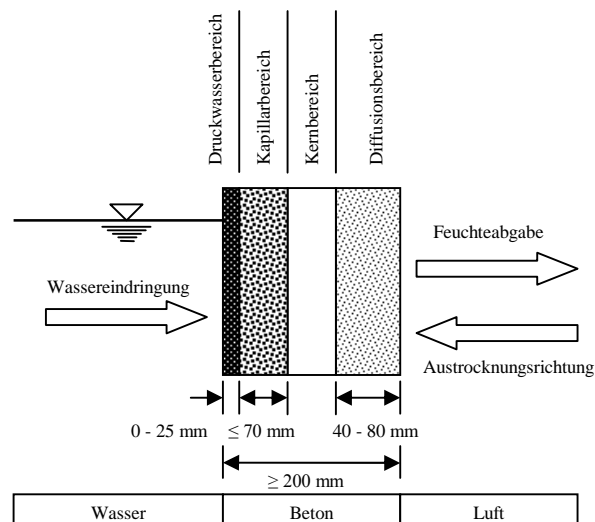 Druckwasserbereich
Kapillarbereich
Kernbereich
Diffusionsbereich
Feuchteabgabe
Wassereindringung
Austrocknungsrichtung
0 - 25 mm
≤ 70 mm
40 - 80 mm
≥ 200 mm
Wasser
Beton
Luft